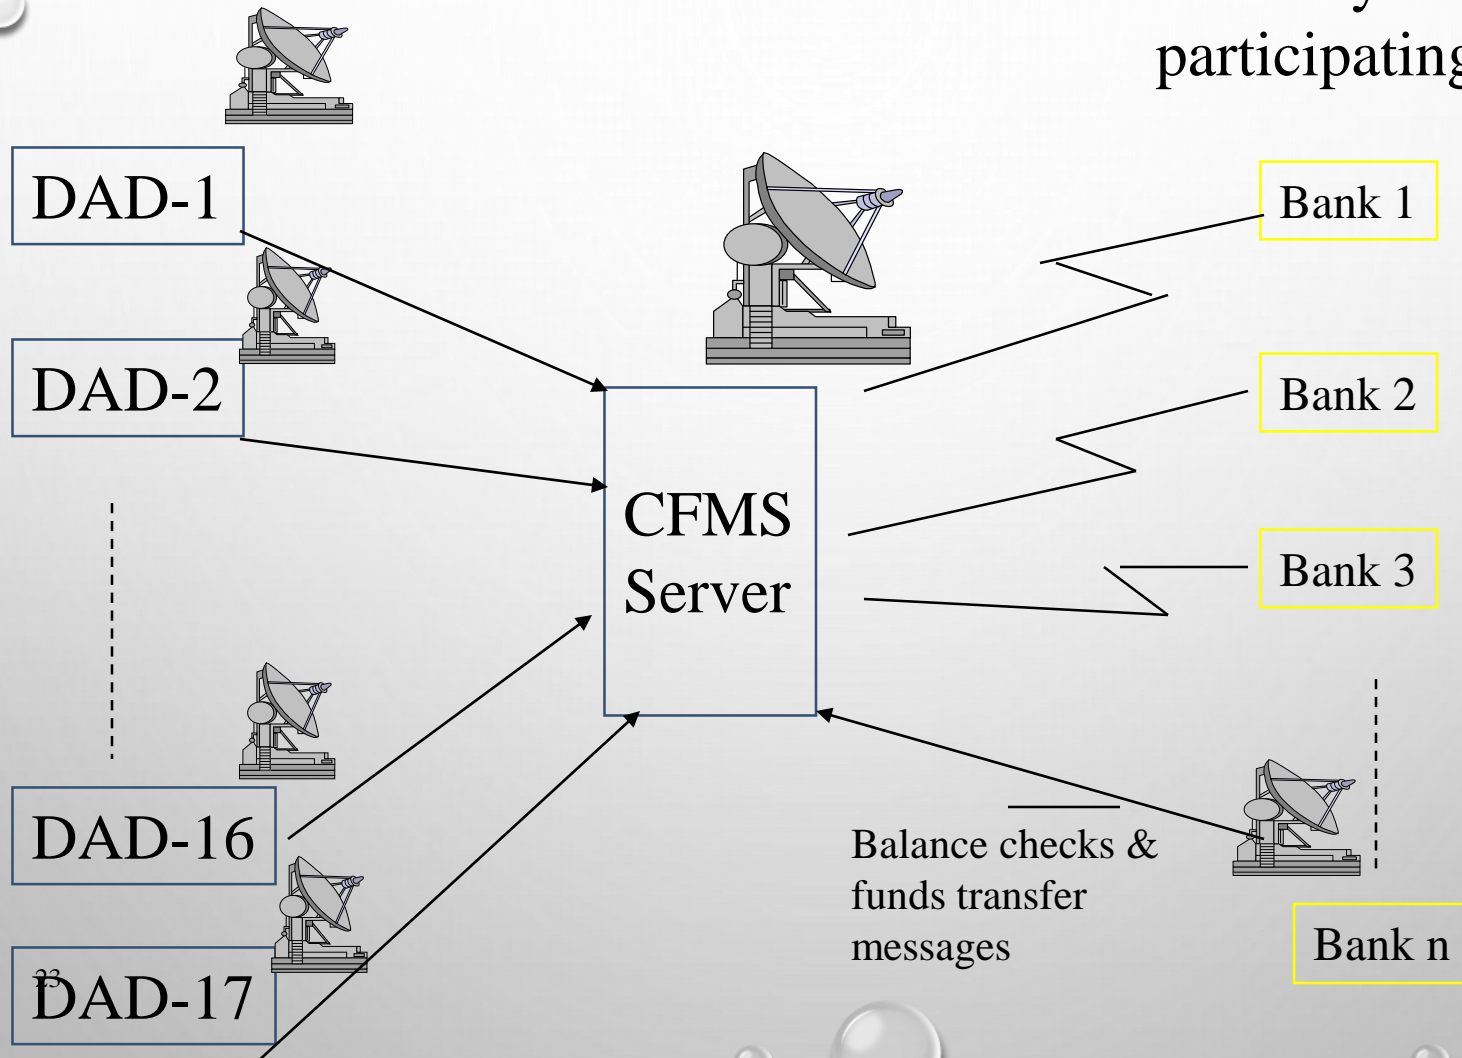 participating
DAD-1
Bank 1
DAD-2
Bank 2
CFMS
Server
Bank 3
DAD-16
Balance checks &
funds transfer
messages
Bank n
23
DAD-17